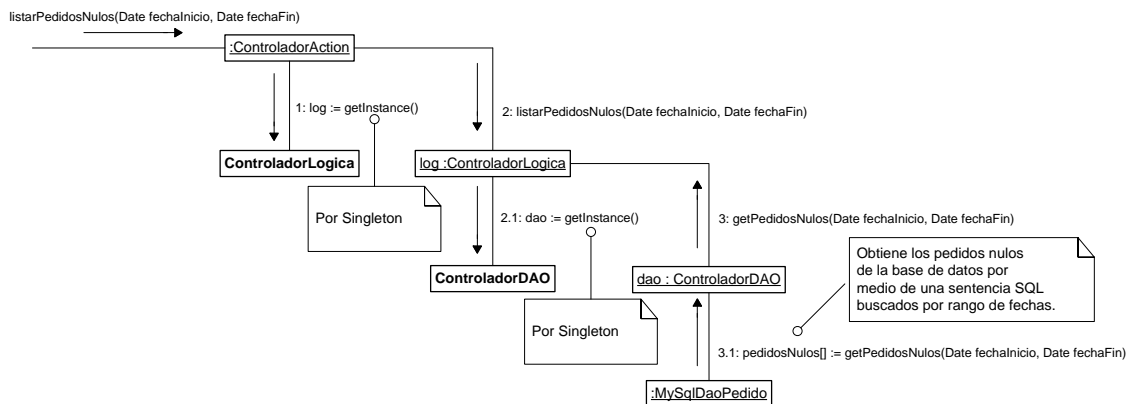 listarPedidosNulos(Date fechaInicio, Date fechaFin)
:ControladorAction
1: log := getInstance()
2: listarPedidosNulos(Date fechaInicio, Date fechaFin)
ControladorLogica
log :ControladorLogica
Por Singleton
2.1: dao := getInstance()
3: getPedidosNulos(Date fechaInicio, Date fechaFin)
Obtiene los pedidos nulos
de la base de datos por
medio de una sentencia SQL
buscados por rango de fechas.
ControladorDAO
dao : ControladorDAO
Por Singleton
3.1: pedidosNulos[] := getPedidosNulos(Date fechaInicio, Date fechaFin)
:MySqlDaoPedido